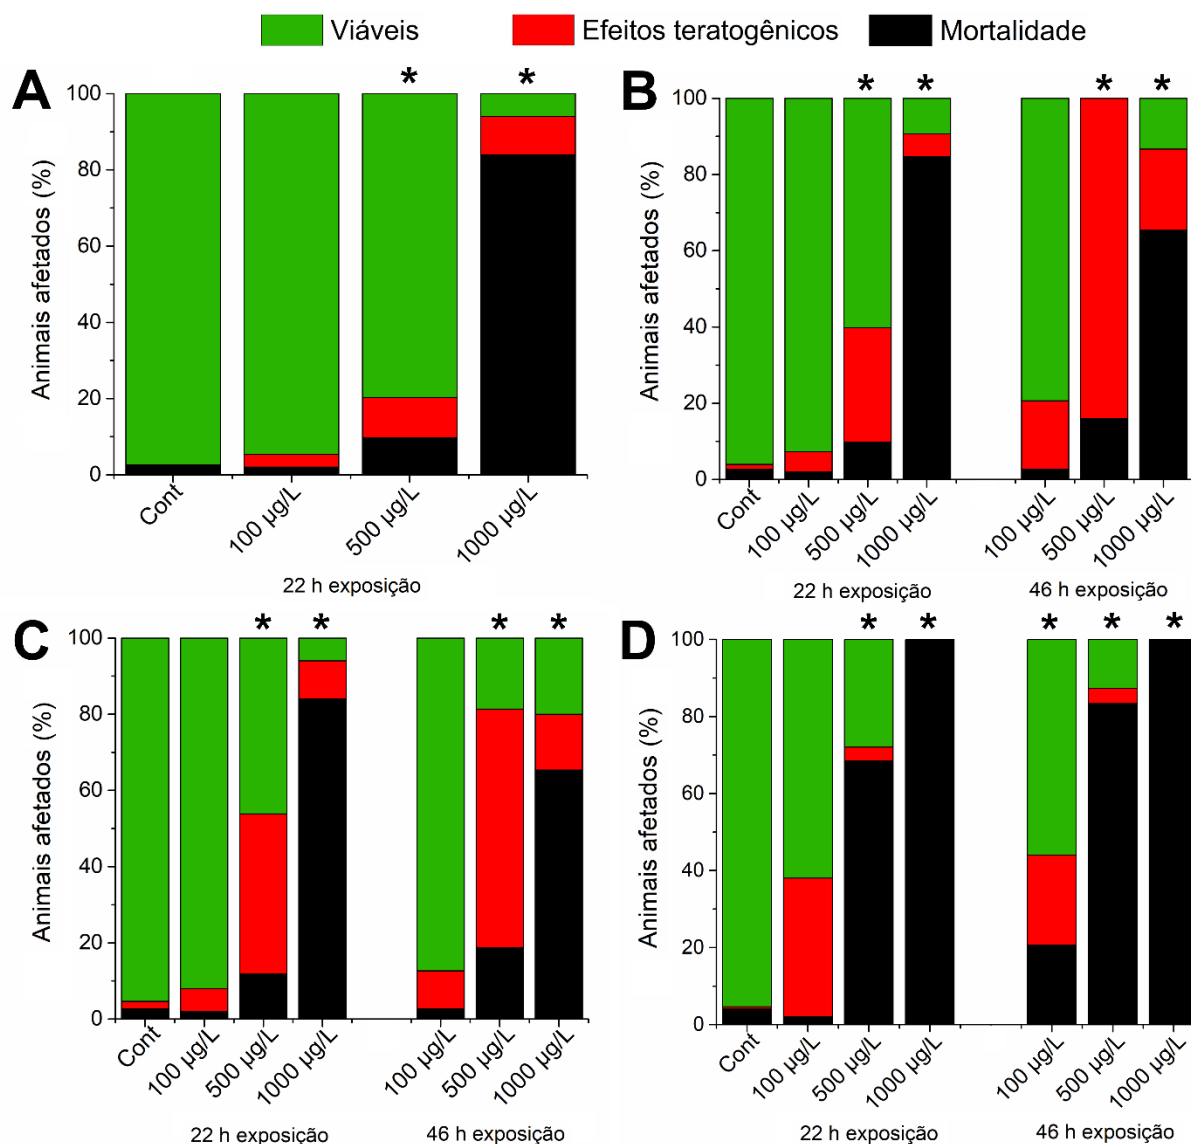 Viáveis Efeitos teratogênicos Mortalidade
A
* *
Animais afetados (%)
100
80
60
40
20
0
Cont 100 µg/L 500 µg/L 1000 µg/L
22 h exposição
B
* * * *
Animais afetados (%)
100
80
60
40
20
0
Cont 100 µg/L 500 µg/L 1000 µg/L 100 µg/L 500 µg/L 1000 µg/L
22 h exposição 46 h exposição
C
* * * *
Animais afetados (%)
100
80
60
40
20
0
Cont 100 µg/L 500 µg/L 1000 µg/L 100 µg/L 500 µg/L 1000 µg/L
22 h exposição 46 h exposição
D
* * * * *
Animais afetados (%)
100
80
60
40
20
0
Cont 100 µg/L 500 µg/L 1000 µg/L 100 µg/L 500 µg/L 1000 µg/L
22 h exposição 46 h exposição